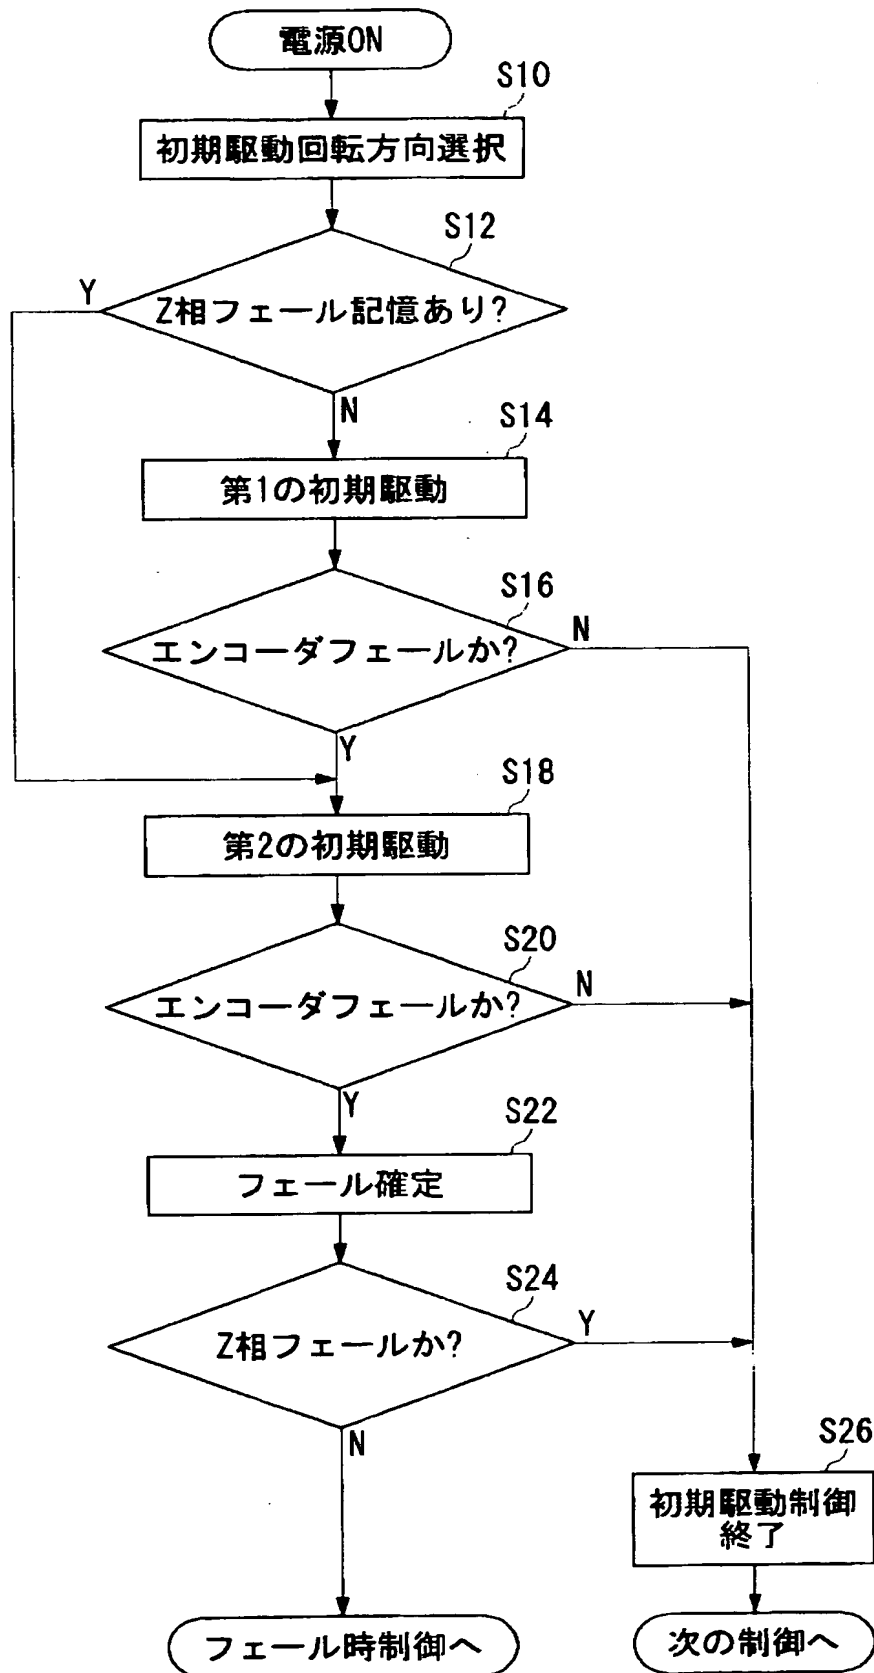 電源ON
S10
初期駆動回転方向選択
S12
Y
Z相フェール記憶あり?
N
S14
第1の初期駆動
S16
エンコーダフェールか?
N
Y
S18
第2の初期駆動
S20
エンコーダフェールか?
N
Y
S22
フェール確定
S24
Z相フェールか?
Y
N
S26
初期駆動制御
終了
フェール時制御へ
次の制御へ